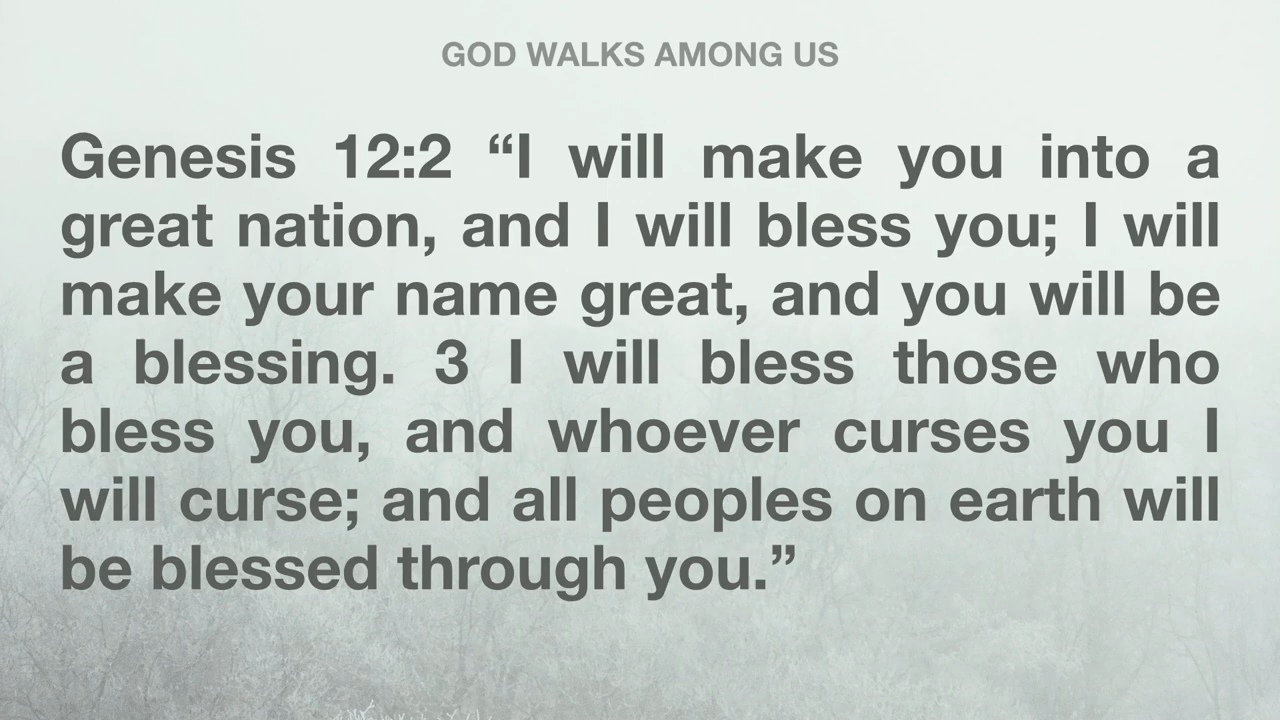 GOD WALKS AMONG US
Genesis 12:2 “I will make you into a
great nation, and I will bless you; I will
make your name great, and you will be
a blessing. 3 I will bless those who
bless you, and whoever curses you I
will curse; and all peoples on earth will
be blessed through you.”